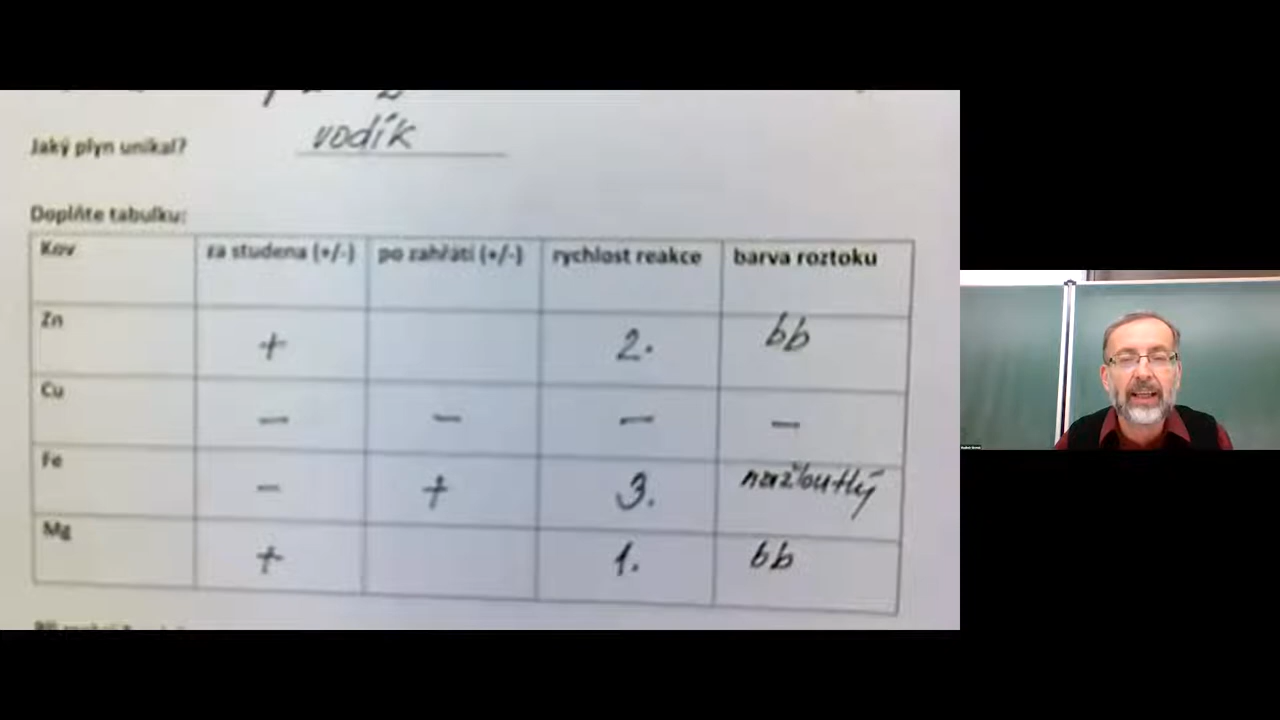 vodík
Jaký plyn unikal?
Doplňte tabulku:
Kov za studena (+/-) po zahřátí (+/-) rychlost reakce barva roztoku
Zn + 2. bb
Cu - - - -
Fe - + 3. nažloutlý
Mg + 1. bb